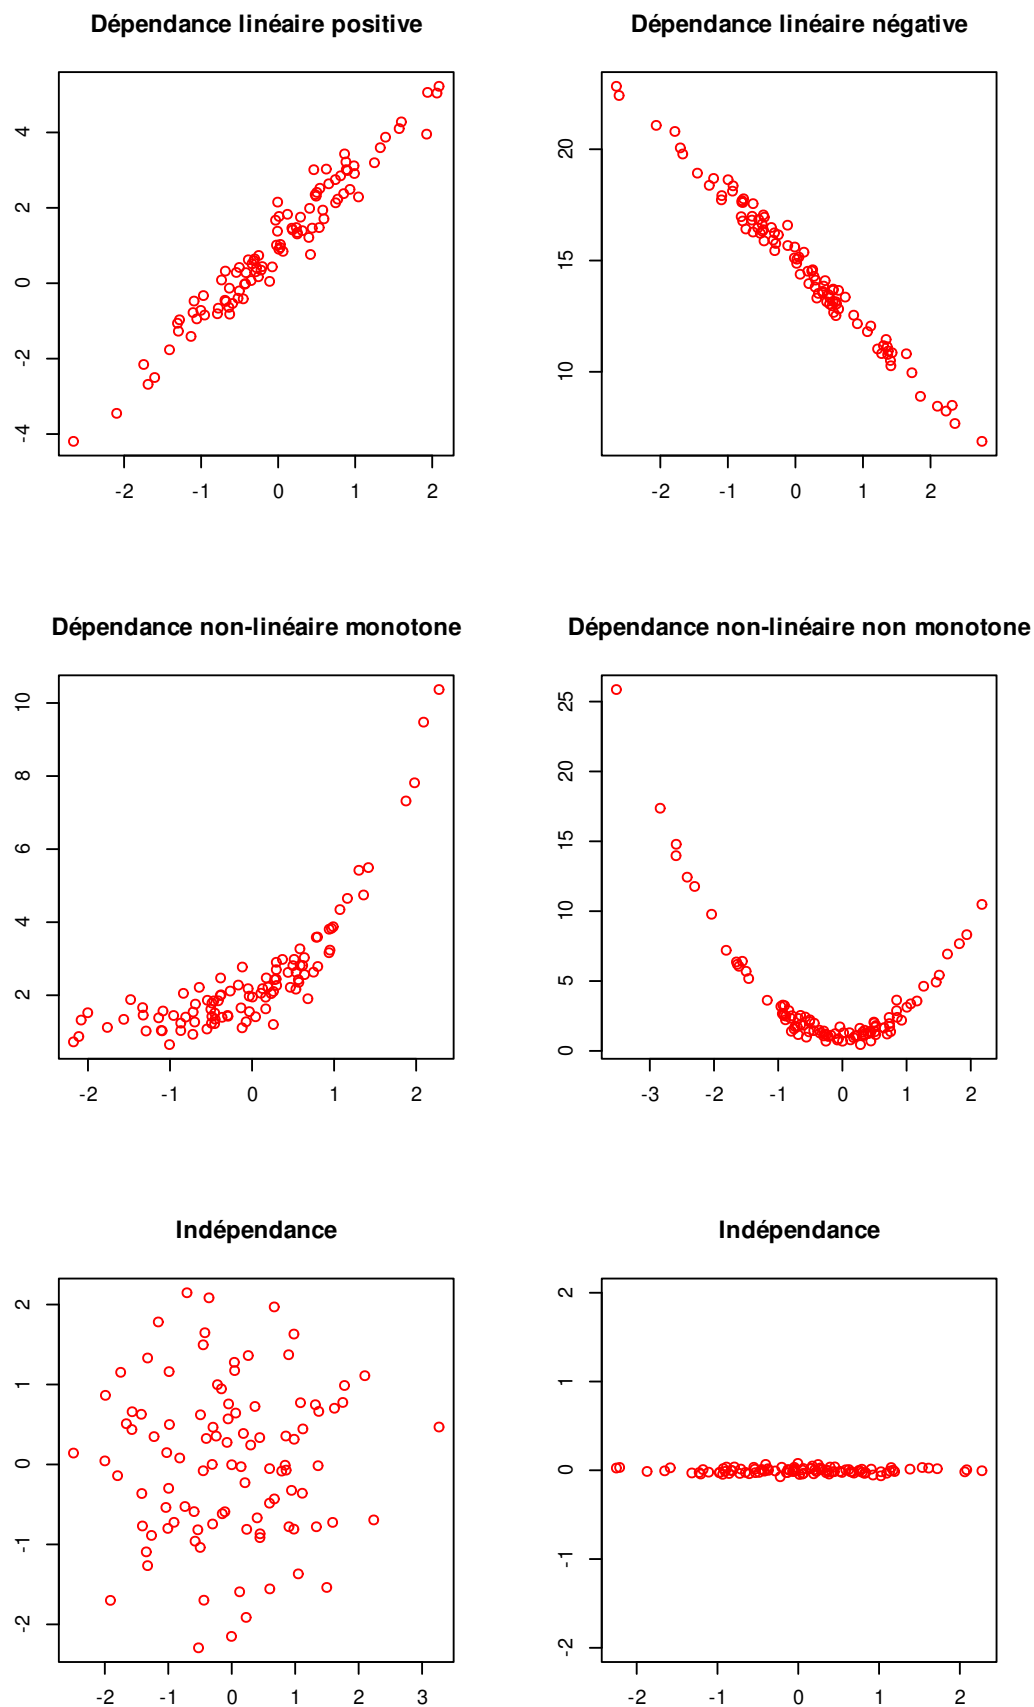 Dépendance linéaire positive
4
2
0
-2
-4
-2 -1 0 1 2
Dépendance linéaire négative
20
15
10
-2 -1 0 1 2
Dépendance non-linéaire monotone
10
8
6
4
2
-2 -1 0 1 2
Dépendance non-linéaire non monotone
25
20
15
10
5
0
-3 -2 -1 0 1 2
Indépendance
2
1
0
-1
-2
-2 -1 0 1 2 3
Indépendance
2
1
0
-1
-2
-2 -1 0 1 2